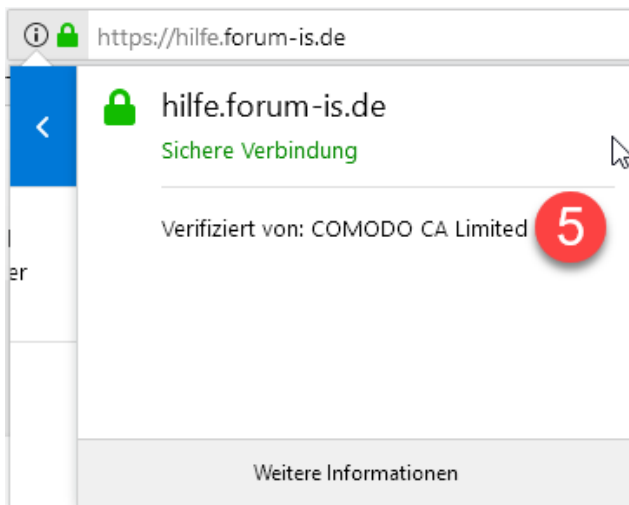 https://hilfe.forum-is.de
hilfe.forum-is.de
Sichere Verbindung
Verifiziert von: COMODO CA Limited
5
er
Weitere Informationen